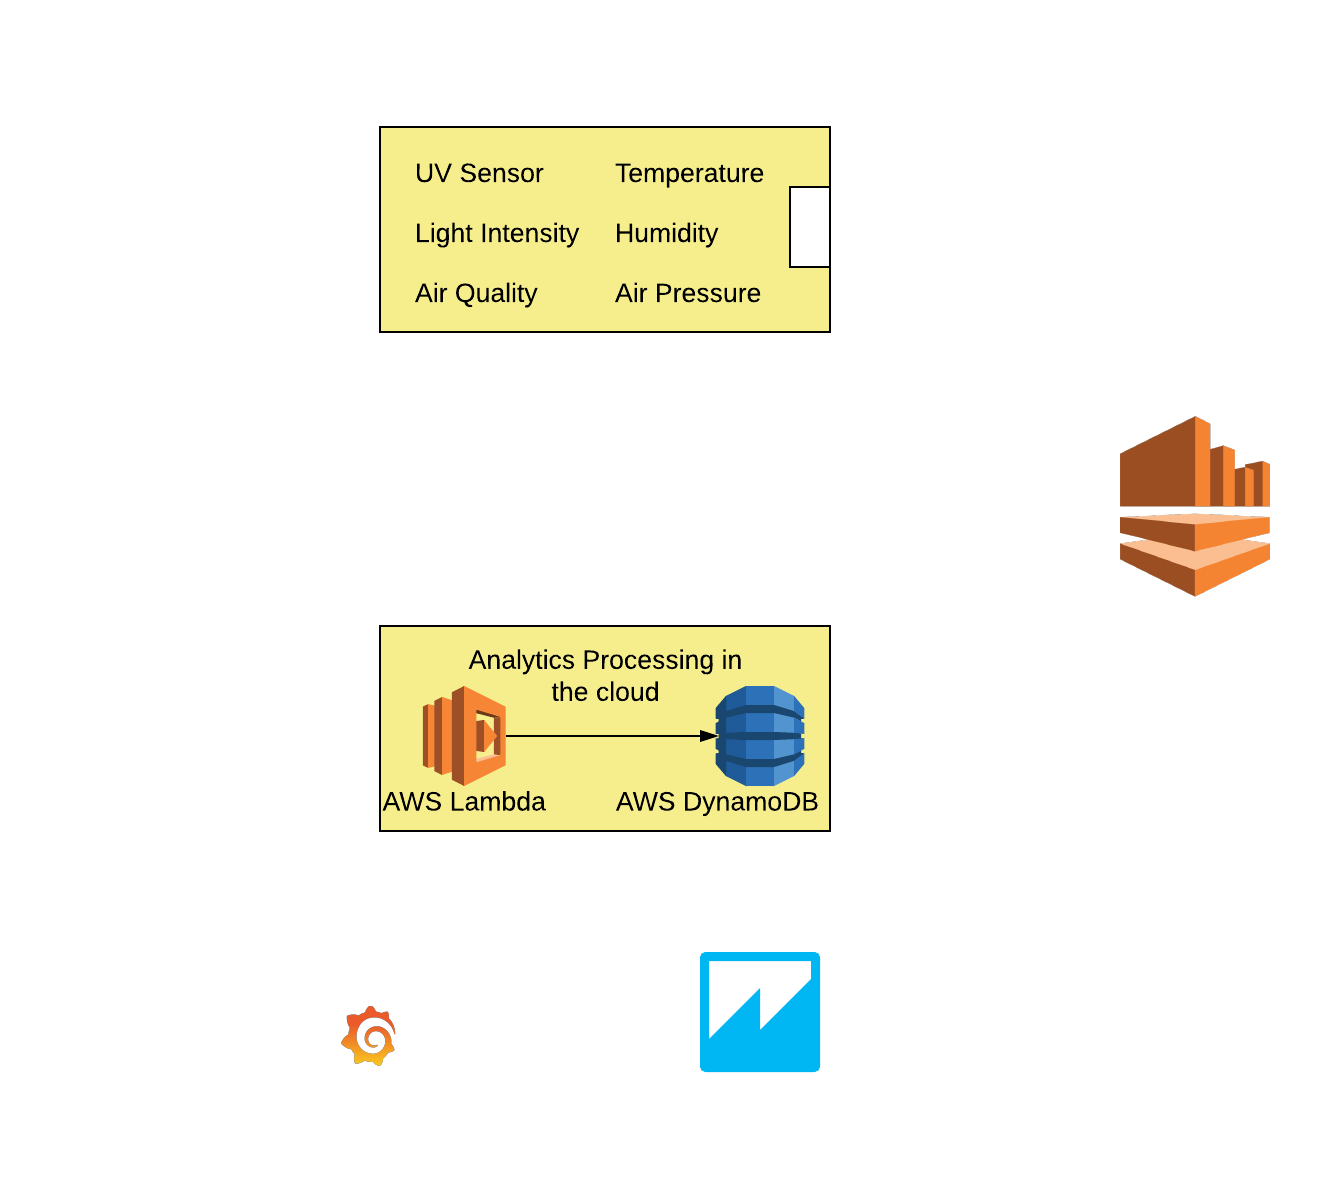 UV Sensor
Temperature
Light Intensity
Humidity
Air Quality
Air Pressure
Analytics Processing in
the cloud
AWS Lambda
AWS DynamoDB